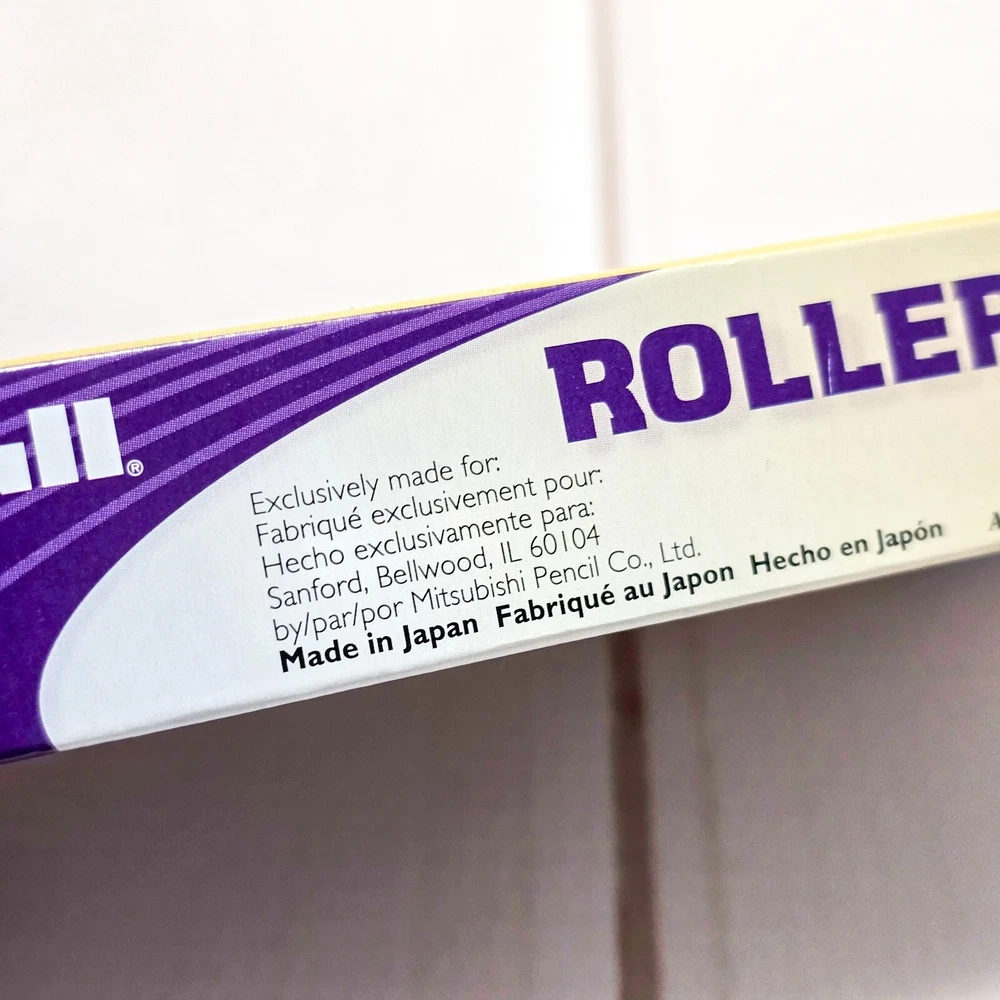 ®
ROLLER
Exclusively made for:
Fabriqué exclusivement pour:
Hecho exclusivamente para:
Sanford, Bellwood, IL 60104
by/par/por Mitsubishi Pencil Co., Ltd.
Made in Japan Fabriqué au Japon Hecho en Japón